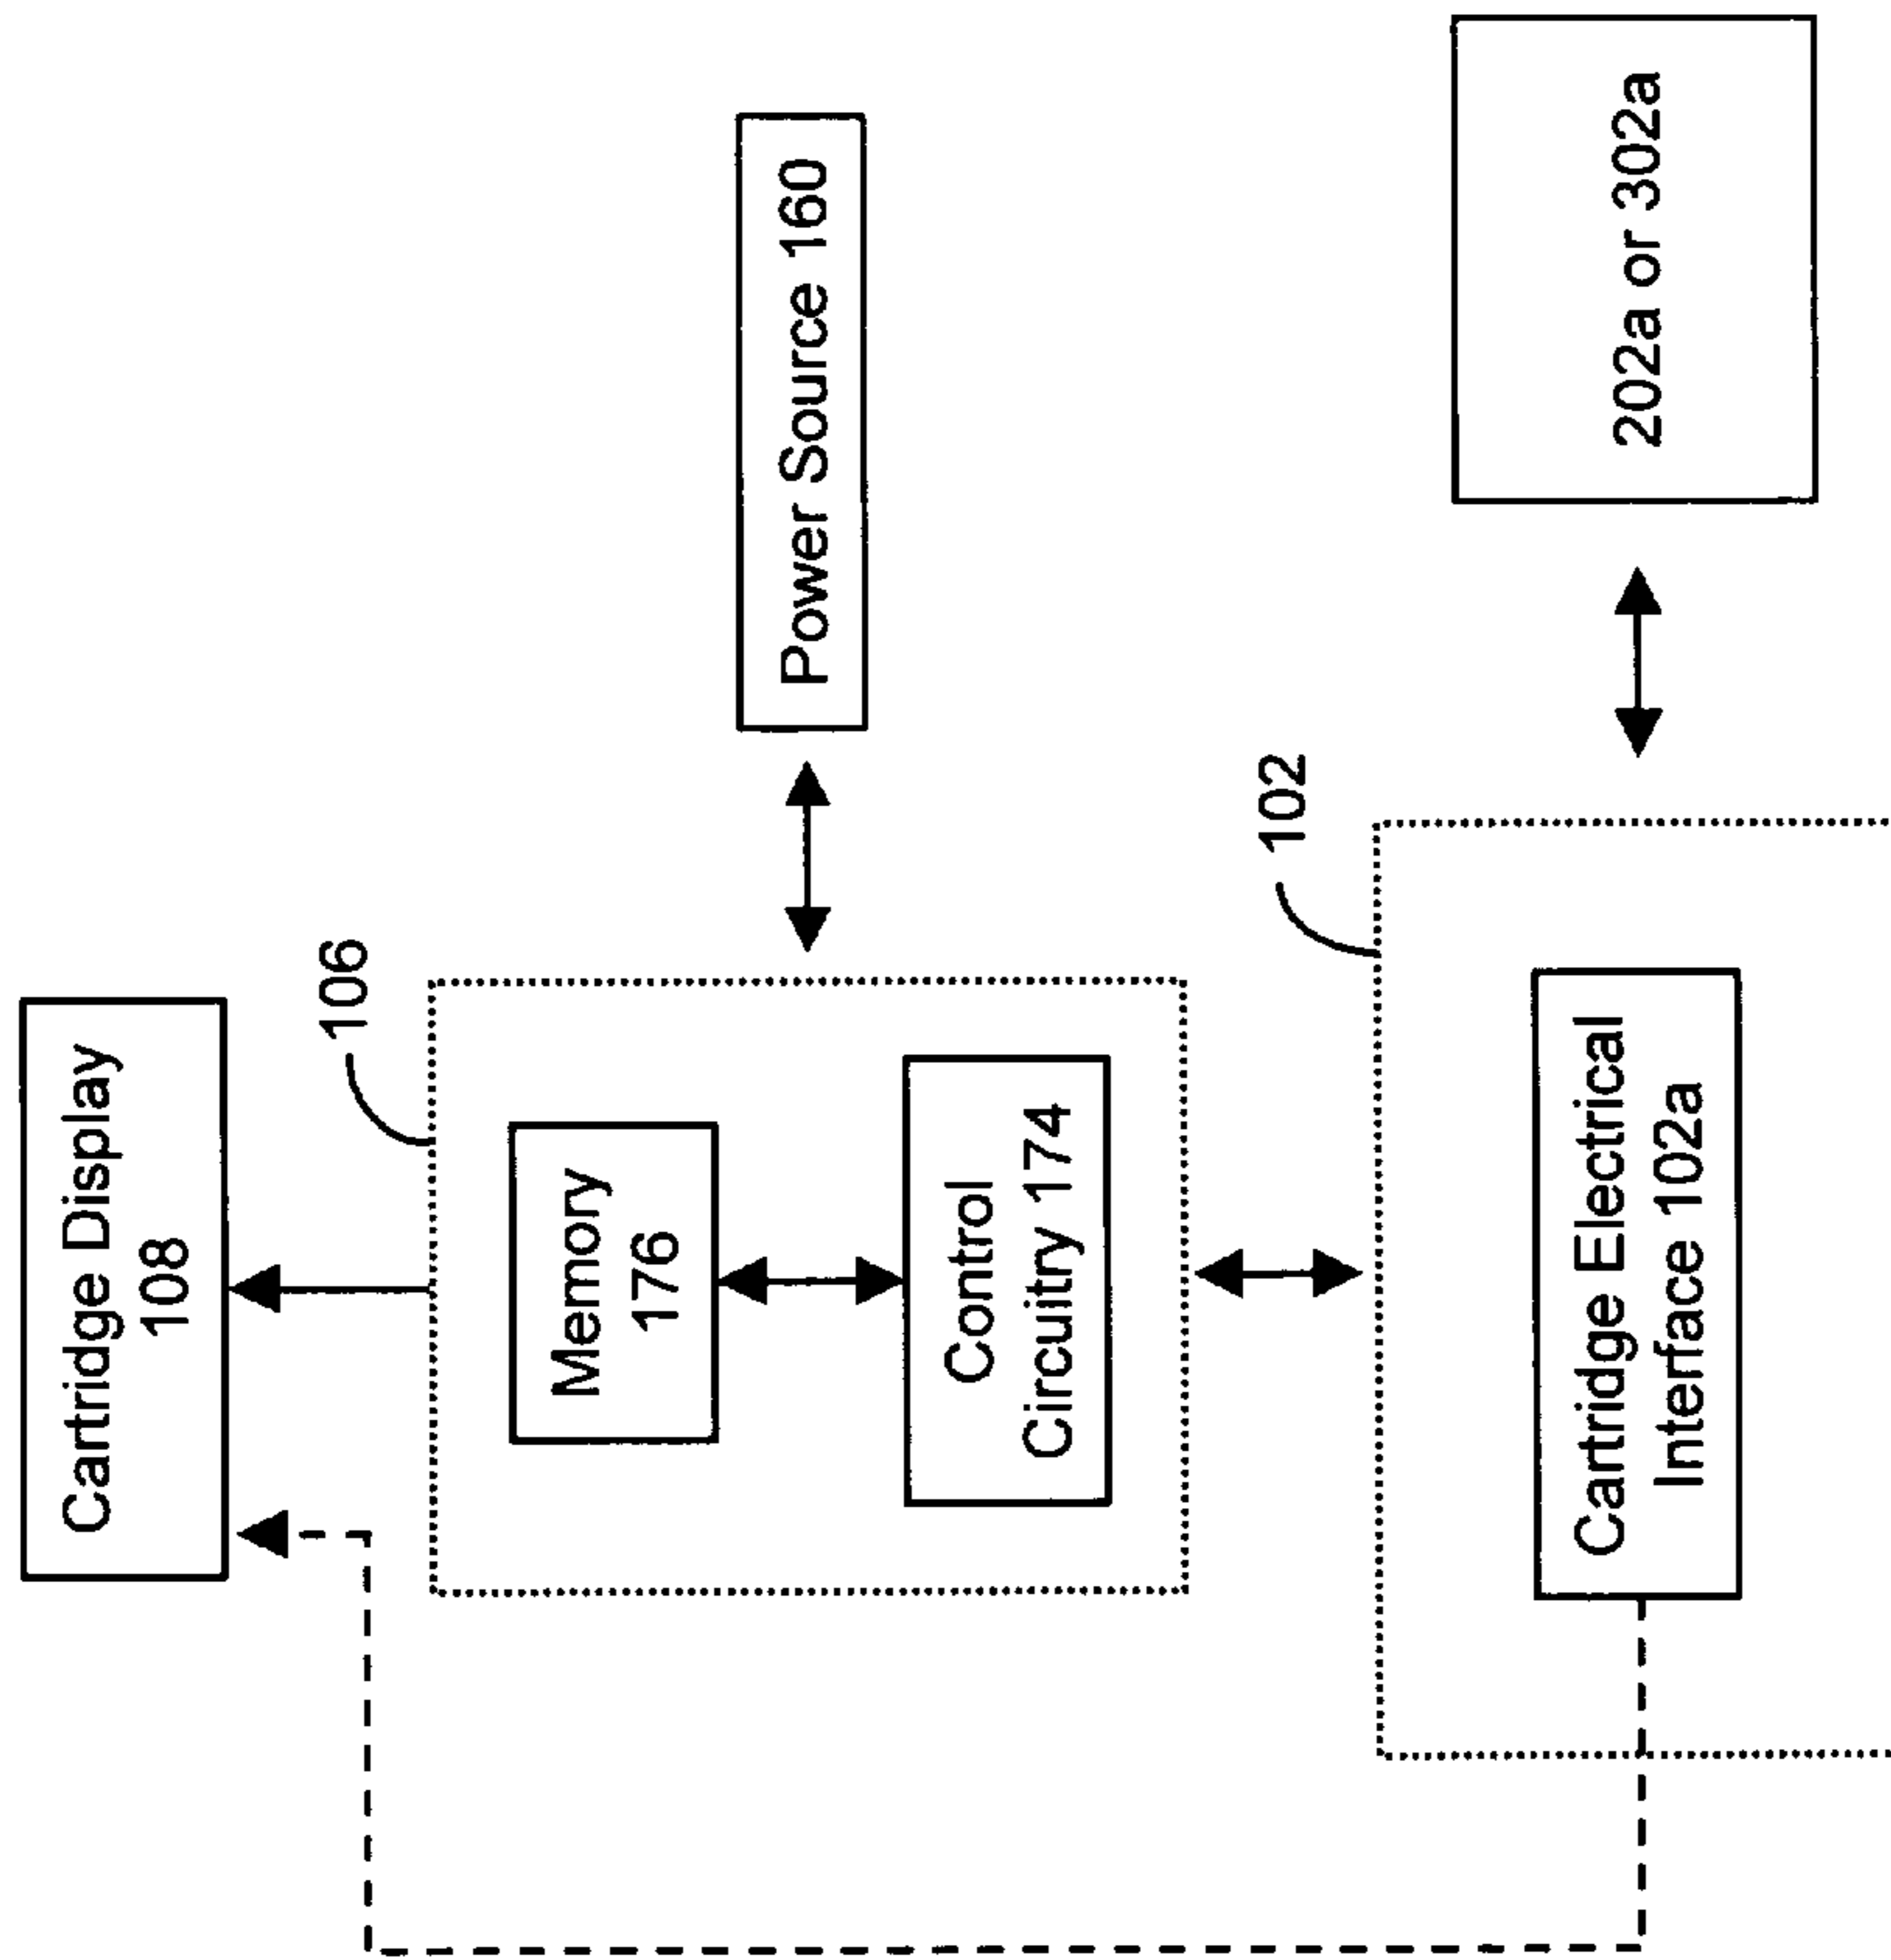 Cartridge Display
108
106
Memory
176
Control
Circuitry 174
Power Source 160
102
Cartridge Electrical
Interface 102a
202a or 302a